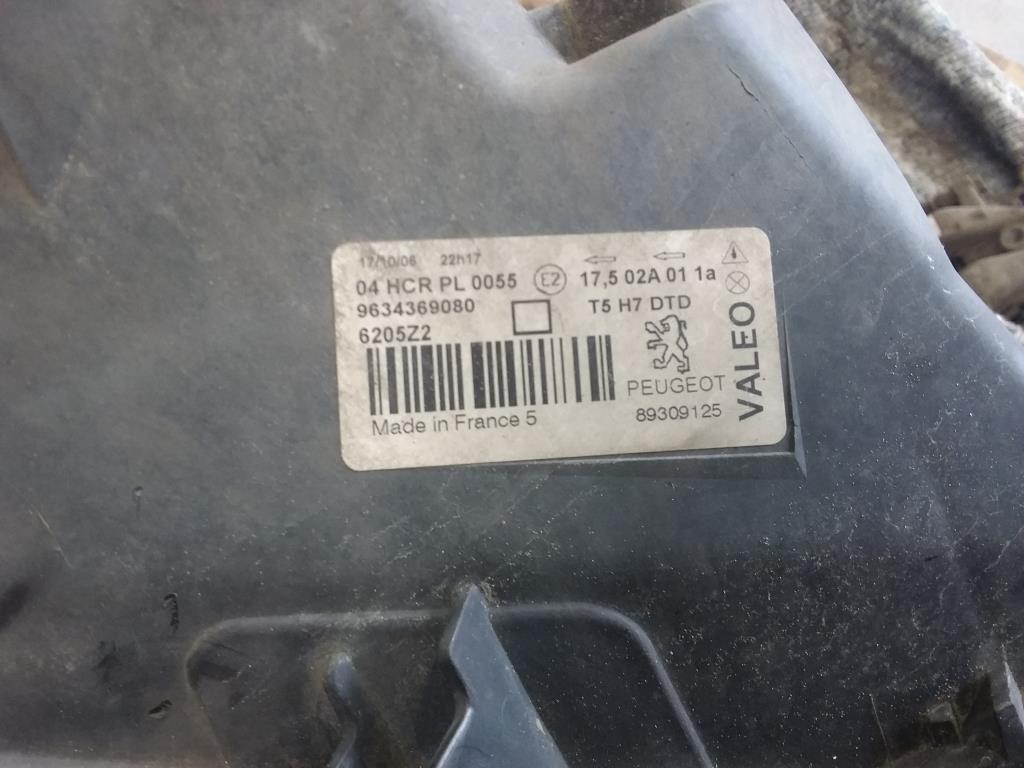 17/10/06 22h17
04 HCR PL 0055 E2 17,5 02A 01 1a
9634369080 T5 H7 DTD
6205Z2
PEUGEOT
Made in France 5 89309125
VALEO